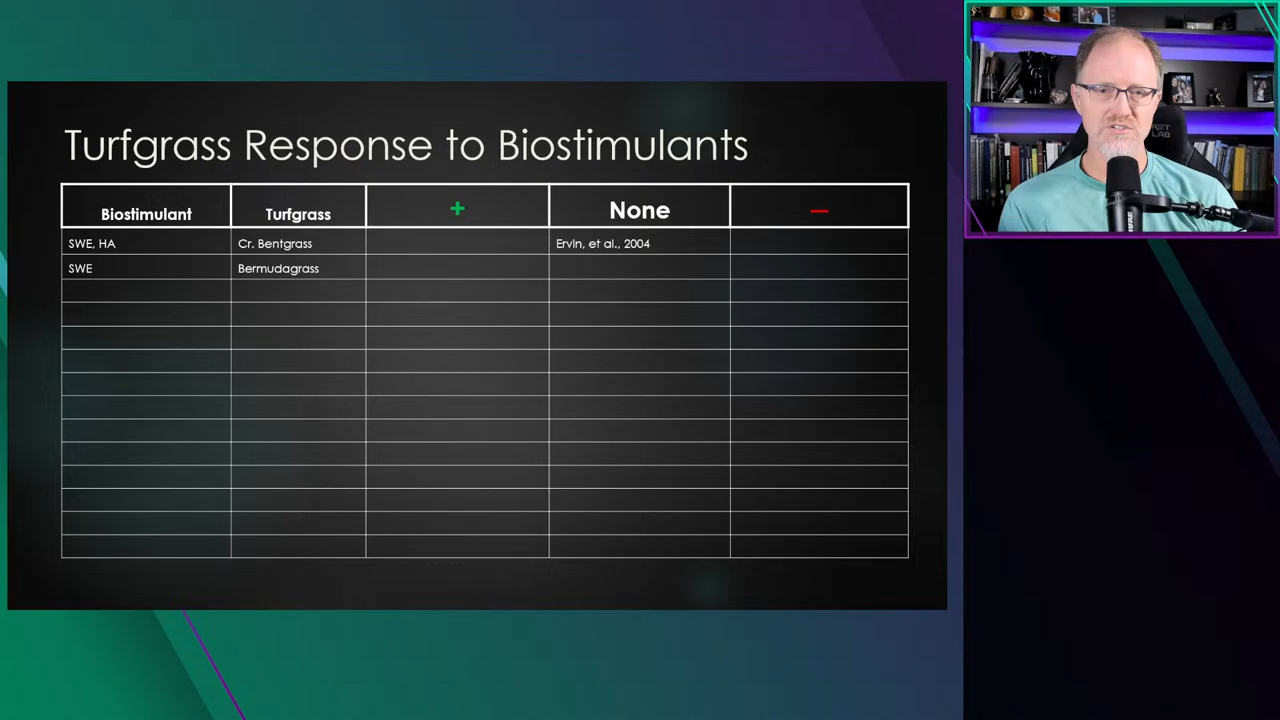 Turfgrass Response to Biostimulants
Biostimulant Turfgrass + None —
SWE, HA Cr. Bentgrass Ervin, et al., 2004
SWE Bermudagrass